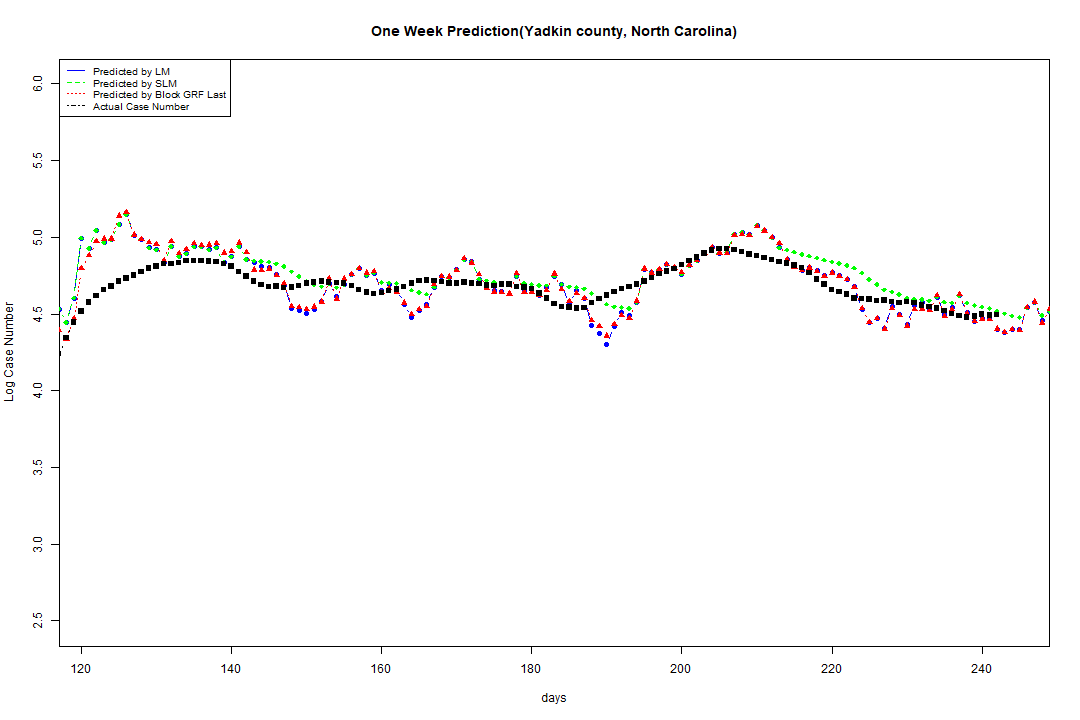 One Week Prediction(Yadkin county, North Carolina)
Predicted by LM
Predicted by SLM
Predicted by Block GRF Last
Actual Case Number
6.0
5.5
5.0
4.5
4.0
3.5
3.0
2.5
Log Case Number
120 140 160 180 200 220 240
days